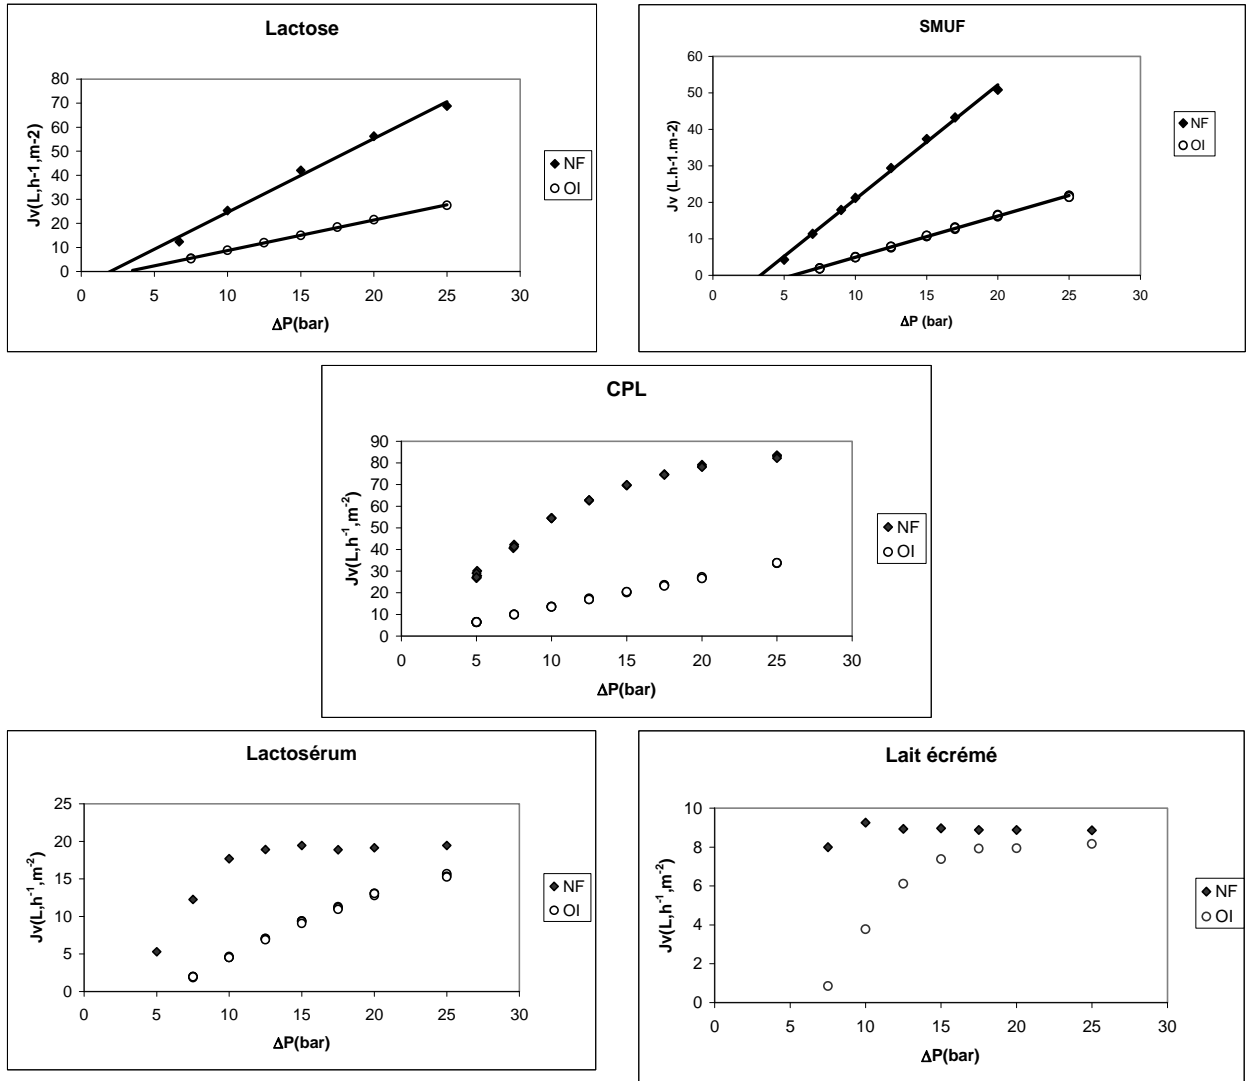 Lactose
80
70
60
50
40
30
20
10
0
0 5 10 15 20 25 30
Jv(L,h-1,m-2)
ΔP(bar)
NF
OI
SMUF
60
50
40
30
20
10
0
0 5 10 15 20 25 30
Jv (L.h-1.m-2)
ΔP (bar)
NF
OI
CPL
90
80
70
60
50
40
30
20
10
0
0 5 10 15 20 25 30
Jv(L,h⁻¹,m⁻²)
ΔP(bar)
NF
OI
Lactosérum
25
20
15
10
5
0
0 5 10 15 20 25 30
Jv(L,h⁻¹,m⁻²)
ΔP(bar)
NF
OI
Lait écrémé
10
8
6
4
2
0
0 5 10 15 20 25 30
Jv(L,h⁻¹,m⁻²)
ΔP(bar)
NF
OI